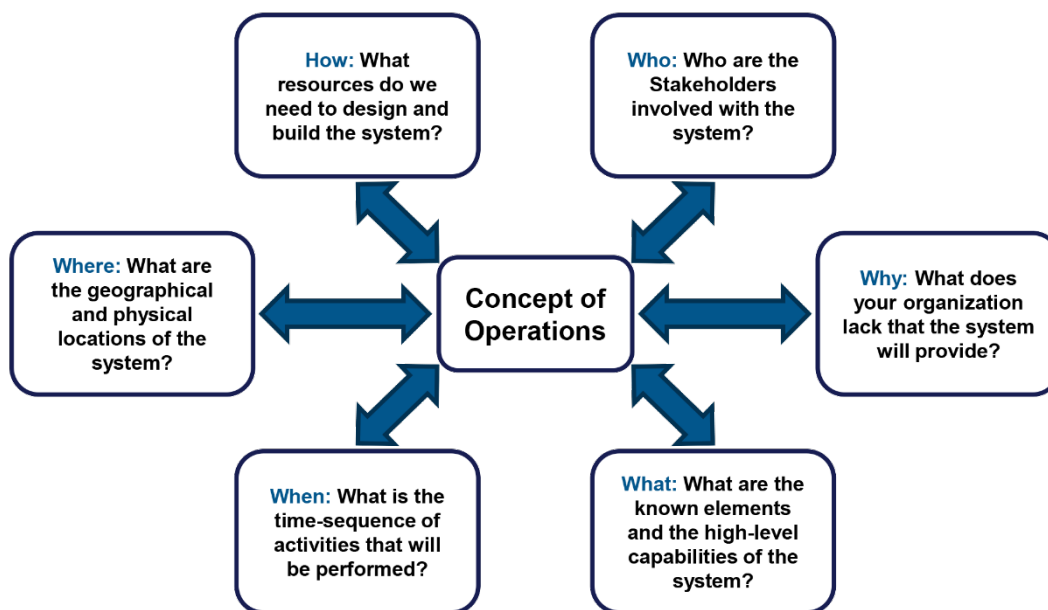 How: What
resources do we
need to design and
build the system?
Who: Who are the
Stakeholders
involved with the
system?
Where: What are
the geographical
and physical
locations of the
system?
Concept of
Operations
Why: What does
your organization
lack that the system
will provide?
When: What is the
time-sequence of
activities that will
be performed?
What: What are the
known elements
and the high-level
capabilities of the
system?